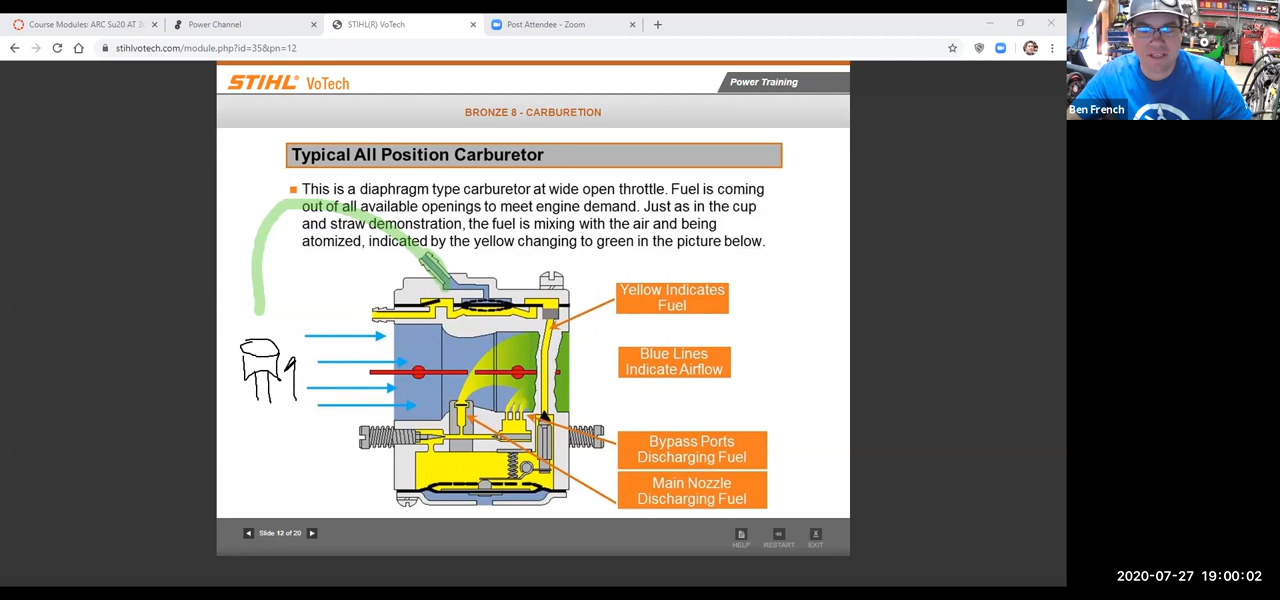 Course Modules: ARC Su20 AT 3
Power Channel
STIHL(R) VoTech
Post Attendee - Zoom
stihlvotech.com/module.php?id=35&pn=12
STIHL® VoTech
Power Training
BRONZE 8 - CARBURETION
Typical All Position Carburetor
This is a diaphragm type carburetor at wide open throttle. Fuel is coming
out of all available openings to meet engine demand. Just as in the cup
and straw demonstration, the fuel is mixing with the air and being
atomized, indicated by the yellow changing to green in the picture below.
Yellow Indicates
Fuel
Blue Lines
Indicate Airflow
Bypass Ports
Discharging Fuel
Main Nozzle
Discharging Fuel
Slide 12 of 20
HELP
RESTART
EXIT
Ben French
2020-07-27 19:00:02